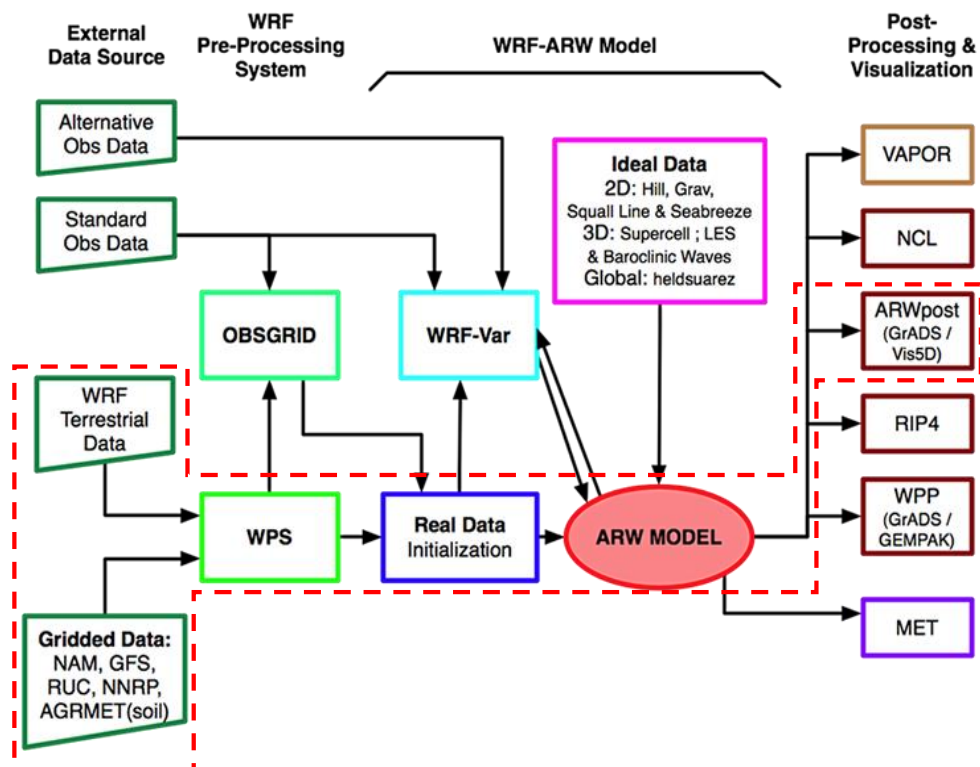 External
Data Source
WRF
Pre-Processing
System
WRF-ARW Model
Post-
Processing &
Visualization
Alternative
Obs Data
Standard
Obs Data
WRF
Terrestrial
Data
Gridded Data:
NAM, GFS,
RUC, NNRP,
AGRMET(soil)
OBSGRID
WPS
WRF-Var
Real Data
Initialization
Ideal Data
2D: Hill, Grav,
Squall Line & Seabreeze
3D: Supercell ; LES
& Baroclinic Waves
Global: heldsuarez
ARW MODEL
VAPOR
NCL
ARWpost
(GrADS /
Vis5D)
RIP4
WPP
(GrADS /
GEMPAK)
MET